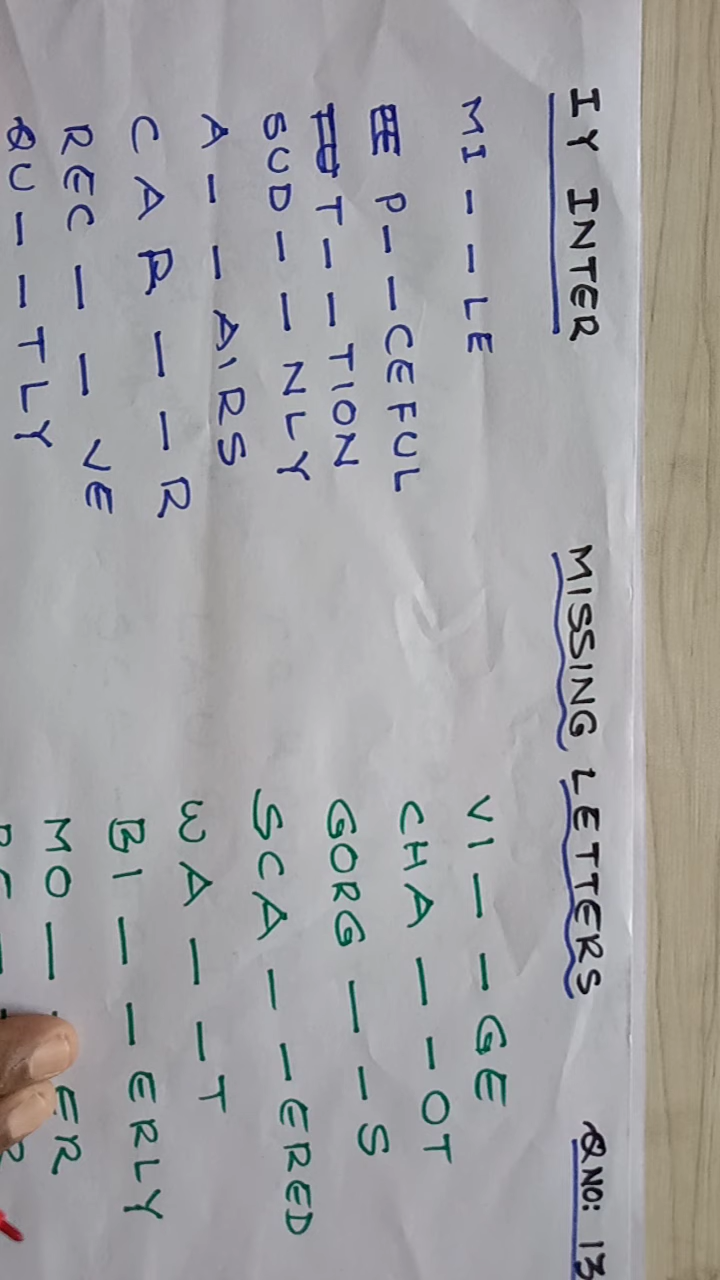 IY INTER
MISSING LETTERS
Q NO: 13
MI - - LE
P - - CEFUL
T - - TION
SUD - - NLY
A - - AIRS
CAR - - R
REC - - VE
QU - - TLY
VI - - GE
CHA - - OT
GORG - - S
SCA - - ERED
WA - - T
BI - - ERLY
MO - - ER